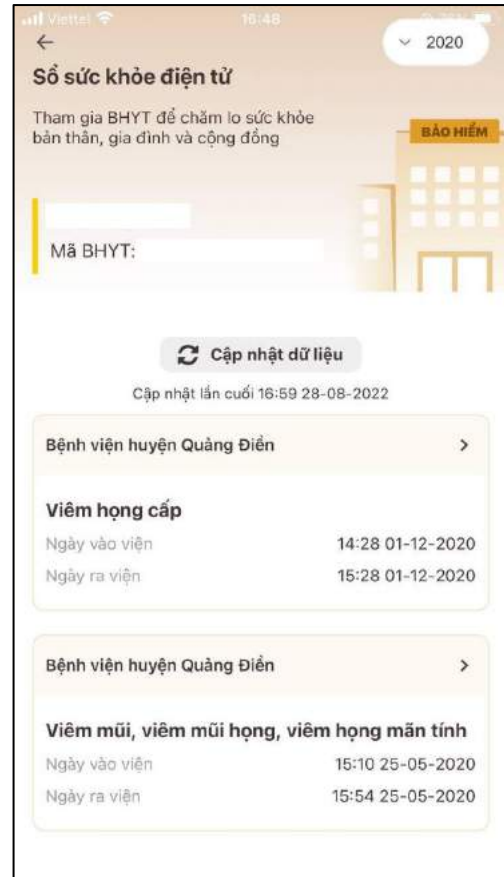 Viettel 16:48
2020
Sổ sức khỏe điện tử
Tham gia BHYT để chăm lo sức khỏe
bản thân, gia đình và cộng đồng
BẢO HIỂM
Mã BHYT:
Cập nhật dữ liệu
Cập nhật lần cuối 16:59 28-08-2022
Bệnh viện huyện Quảng Điền
Viêm họng cấp
Ngày vào viện 14:28 01-12-2020
Ngày ra viện 15:28 01-12-2020
Bệnh viện huyện Quảng Điền
Viêm mũi, viêm mũi họng, viêm họng mãn tính
Ngày vào viện 15:10 25-05-2020
Ngày ra viện 15:54 25-05-2020